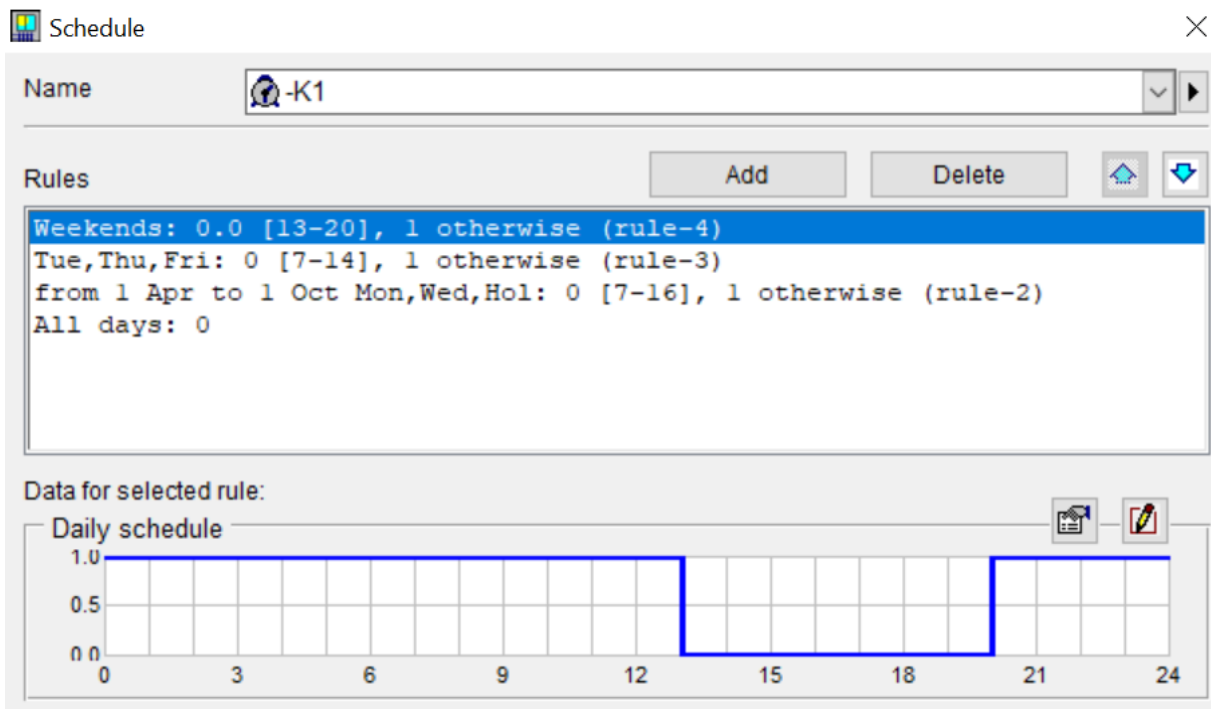 Schedule
Name
-K1
Rules
Add
Delete
Weekends: 0.0 [13-20], 1 otherwise (rule-4)
Tue,Thu,Fri: 0 [7-14], 1 otherwise (rule-3)
from 1 Apr to 1 Oct Mon,Wed,Hol: 0 [7-16], 1 otherwise (rule-2)
All days: 0
Data for selected rule:
Daily schedule
1.0
0.5
0.0
0 3 6 9 12 15 18 21 24